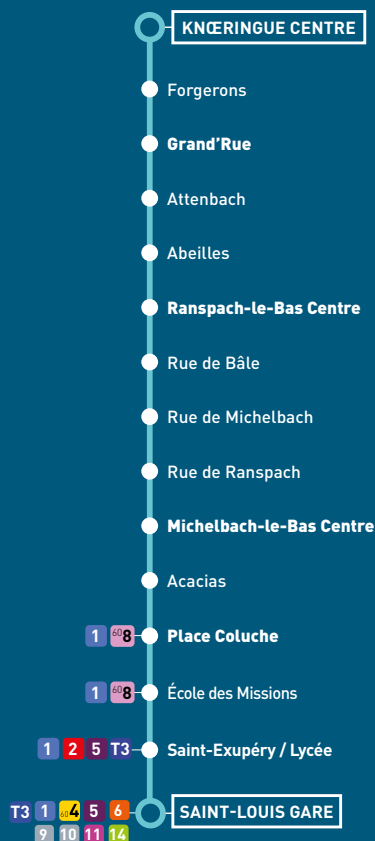 KNŒRINGUE CENTRE
Forgerons
Grand'Rue
Attenbach
Abeilles
Ranspach-le-Bas Centre
Rue de Bâle
Rue de Michelbach
Rue de Ranspach
Michelbach-le-Bas Centre
Acacias
1 608 Place Coluche
1 608 École des Missions
1 2 5 T3 Saint-Exupéry / Lycée
T3 1 604 5 6 SAINT-LOUIS GARE
9 10 11 14